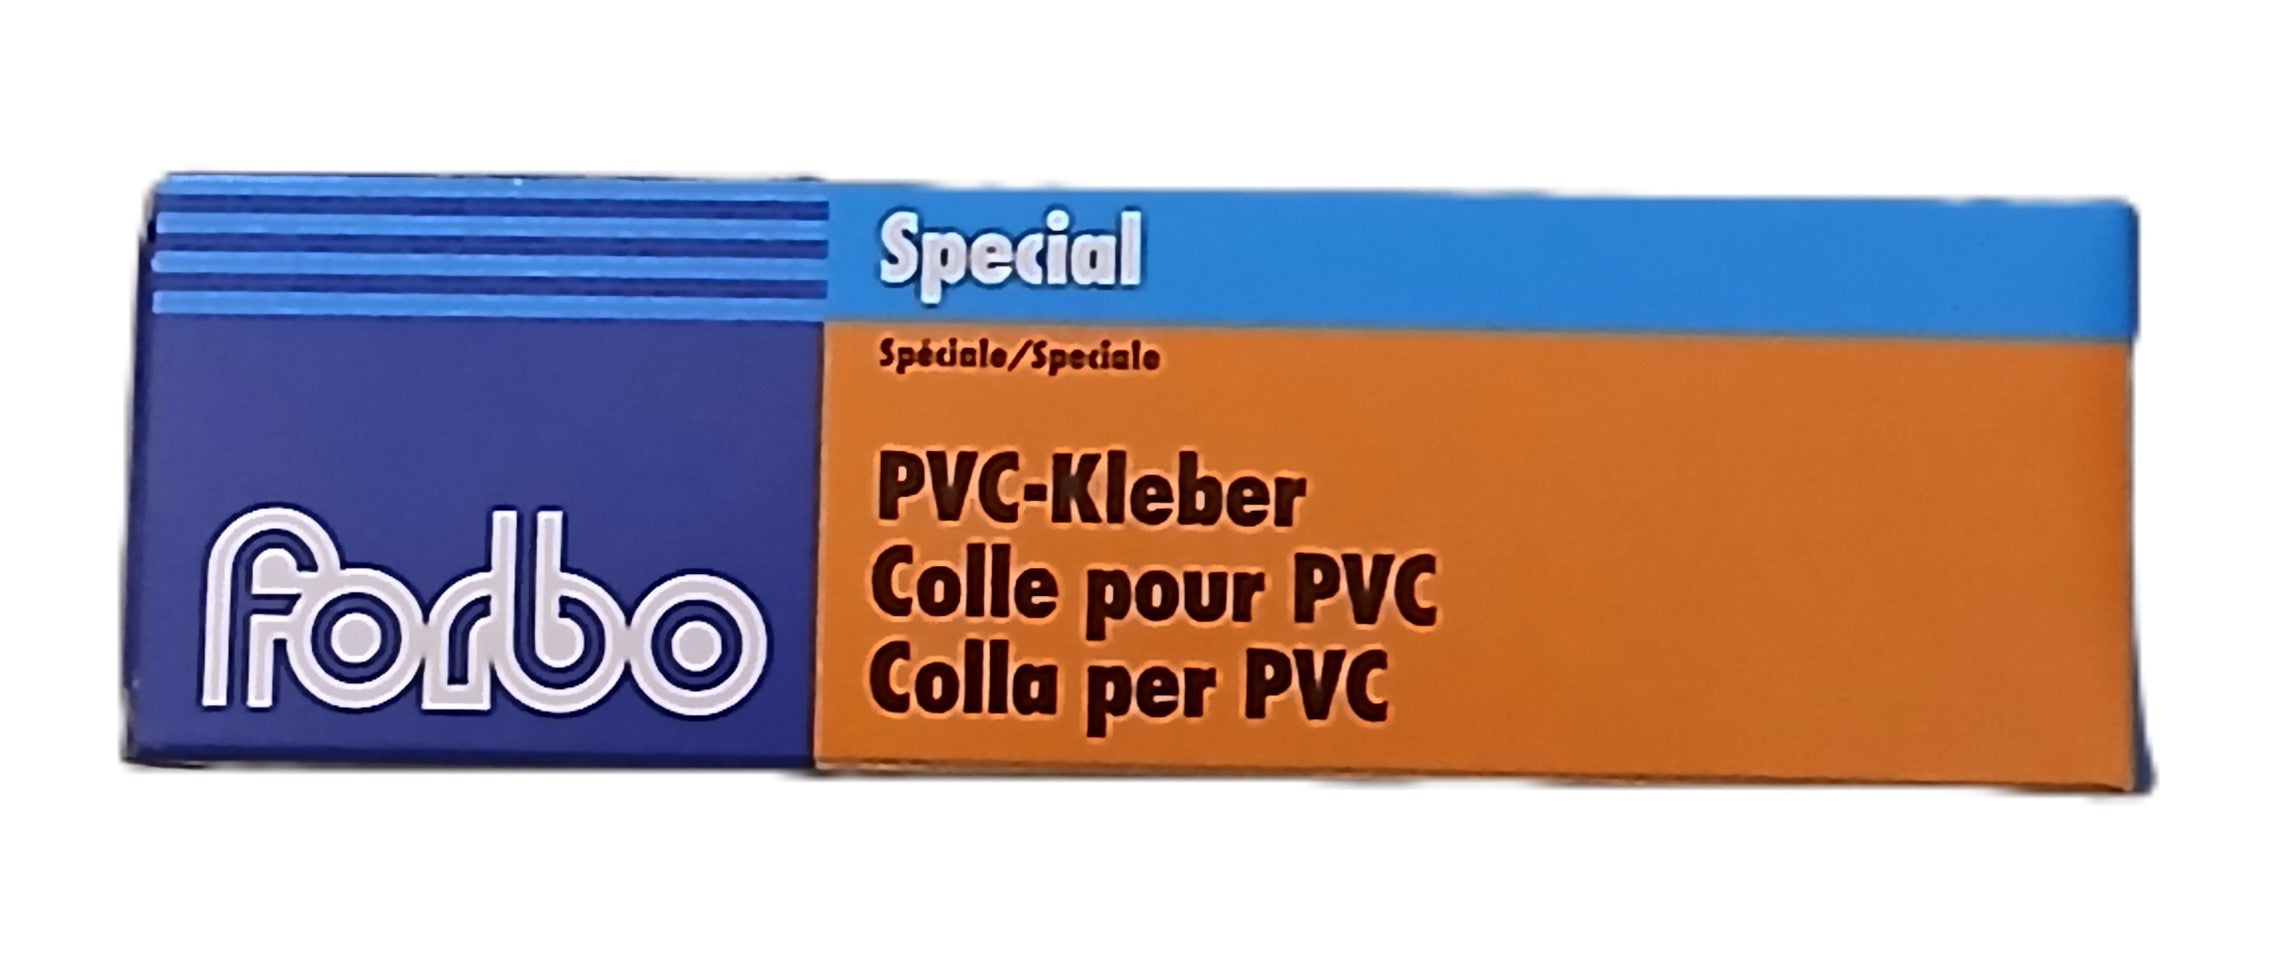 Special
Spéciale/Speciale
PVC-Kleber
Colle pour PVC
Colla per PVC
forbo